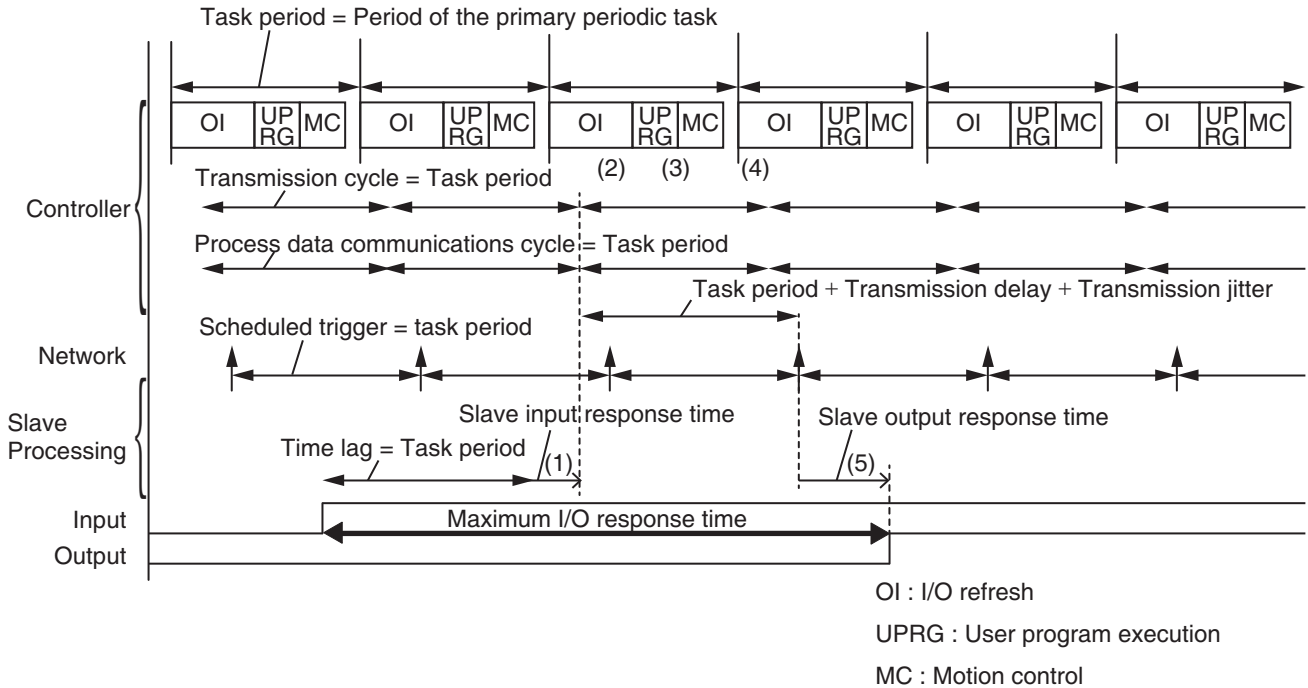 Task period = Period of the primary periodic task
OI UP RG MC OI UP RG MC OI UP RG MC OI UP RG MC OI UP RG MC OI UP RG MC
(2) (3) (4)
Transmission cycle = Task period
Controller
Process data communications cycle = Task period
Task period + Transmission delay + Transmission jitter
Scheduled trigger = task period
Network
Slave input response time
Slave output response time
Slave
Processing
Time lag = Task period
(1) (5)
Input
Maximum I/O response time
Output
OI : I/O refresh
UPRG : User program execution
MC : Motion control